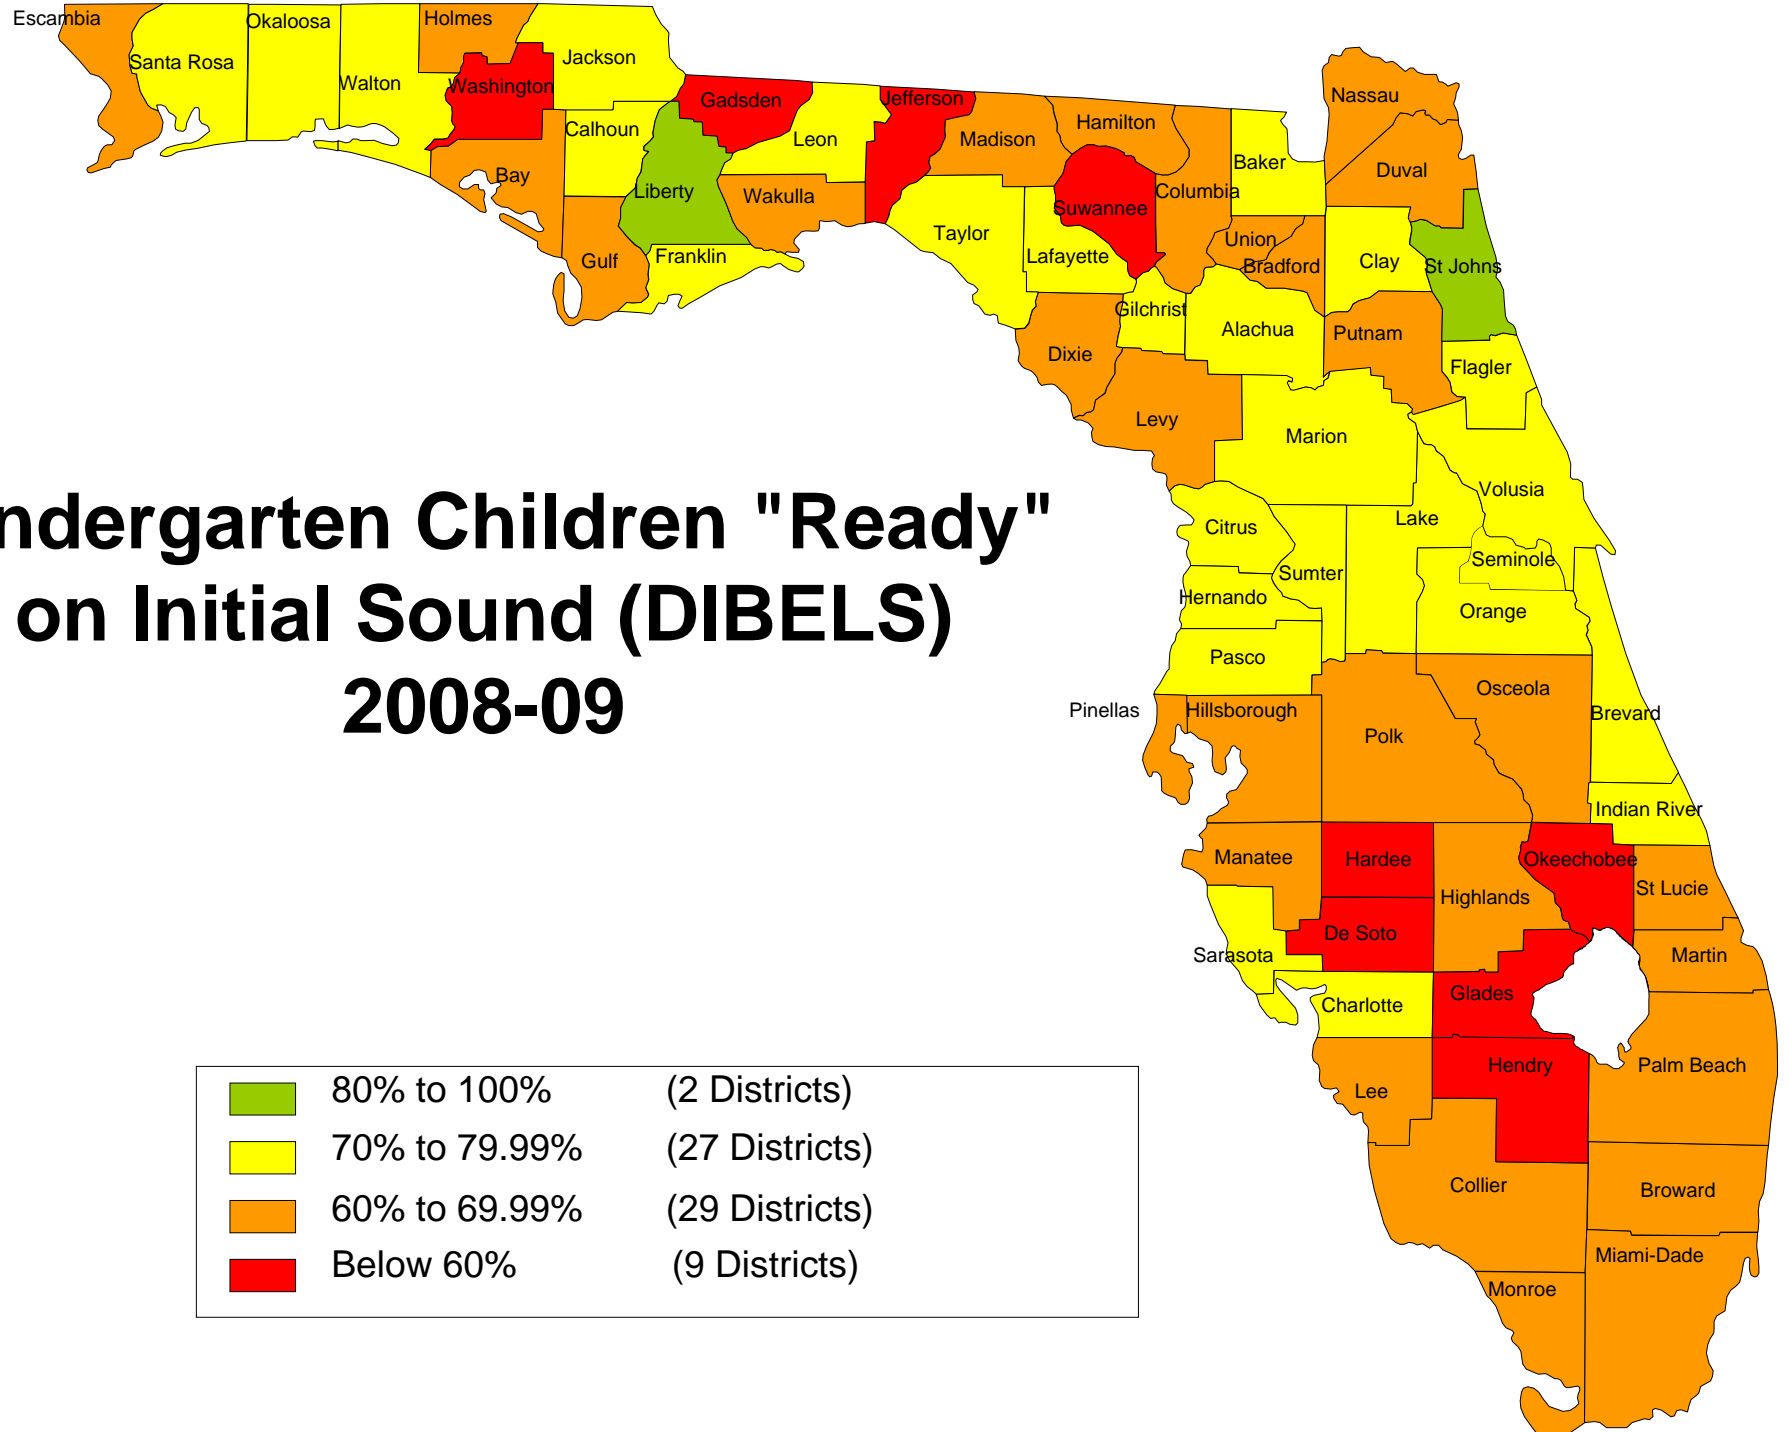 Escambia
Okaloosa
Holmes
Santa Rosa
Walton
Washington
Jackson
Gadsden
Jefferson
Calhoun
Leon
Madison
Hamilton
Nassau
Baker
Duval
Bay
Liberty
Wakulla
Suwannee
Columbia
Taylor
Lafayette
Union
Bradford
Clay
St Johns
Gulf
Franklin
Gilchrist
Alachua
Putnam
Dixie
Flagler
Levy
Marion
Volusia
Citrus
Lake
Sumter
Seminole
Hernando
Orange
Pasco
Osceola
Pinellas
Hillsborough
Polk
Brevard
Indian River
Manatee
Hardee
Okeechobee
Highlands
St Lucie
De Soto
Sarasota
Martin
Charlotte
Glades
Hendry
Palm Beach
Lee
Collier
Broward
Miami-Dade
Monroe
ndergarten Children "Ready"
on Initial Sound (DIBELS)
2008-09
80% to 100% (2 Districts)
70% to 79.99% (27 Districts)
60% to 69.99% (29 Districts)
Below 60% (9 Districts)